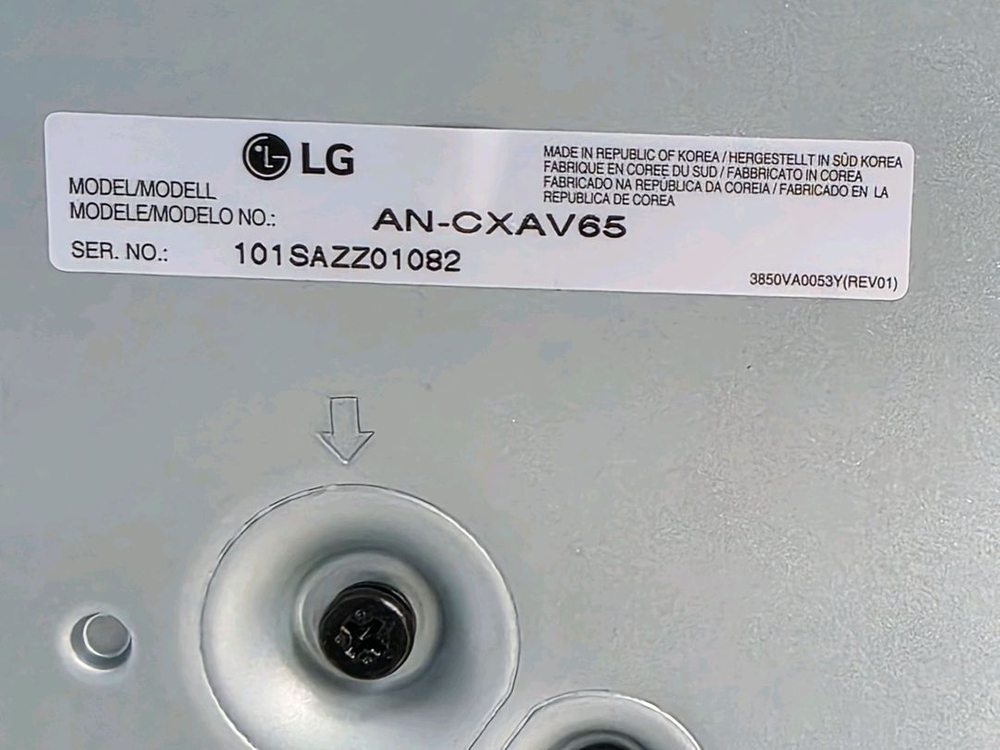 LG
MODEL/MODELL
MODELE/MODELO NO.: AN-CXAV65
SER. NO.: 101SAZZ01082
MADE IN REPUBLIC OF KOREA / HERGESTELLT IN SÜD KOREA
FABRIQUE EN COREE DU SUD / FABBRICATO IN COREA
FABRICADO NA REPÚBLICA DA COREIA / FABRICADO EN LA
REPUBLICA DE COREA
3850VA0053Y(REV01)